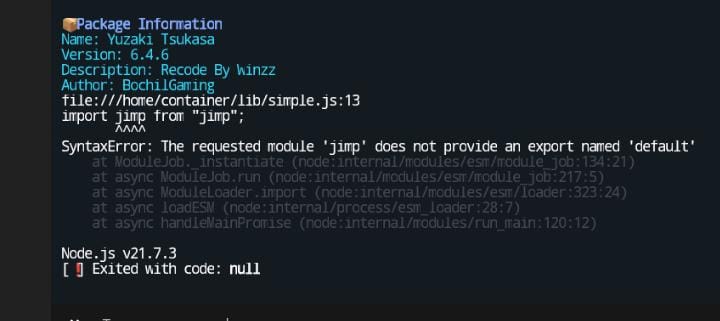 📦Package Information
Name: Yuzaki Tsukasa
Version: 6.4.6
Description: Recode By Winzz
Author: BochilGaming
file:///home/container/lib/simple.js:13
import jimp from "jimp";
^^^^
SyntaxError: The requested module 'jimp' does not provide an export named 'default'
at ModuleJob._instantiate (node:internal/modules/esm/module_job:134:21)
at async ModuleJob.run (node:internal/modules/esm/module_job:217:5)
at async ModuleLoader.import (node:internal/modules/esm/loader:323:24)
at async loadESM (node:internal/process/esm_loader:28:7)
at async handleMainPromise (node:internal/modules/run_main:120:12)
Node.js v21.7.3
[❗] Exited with code: null